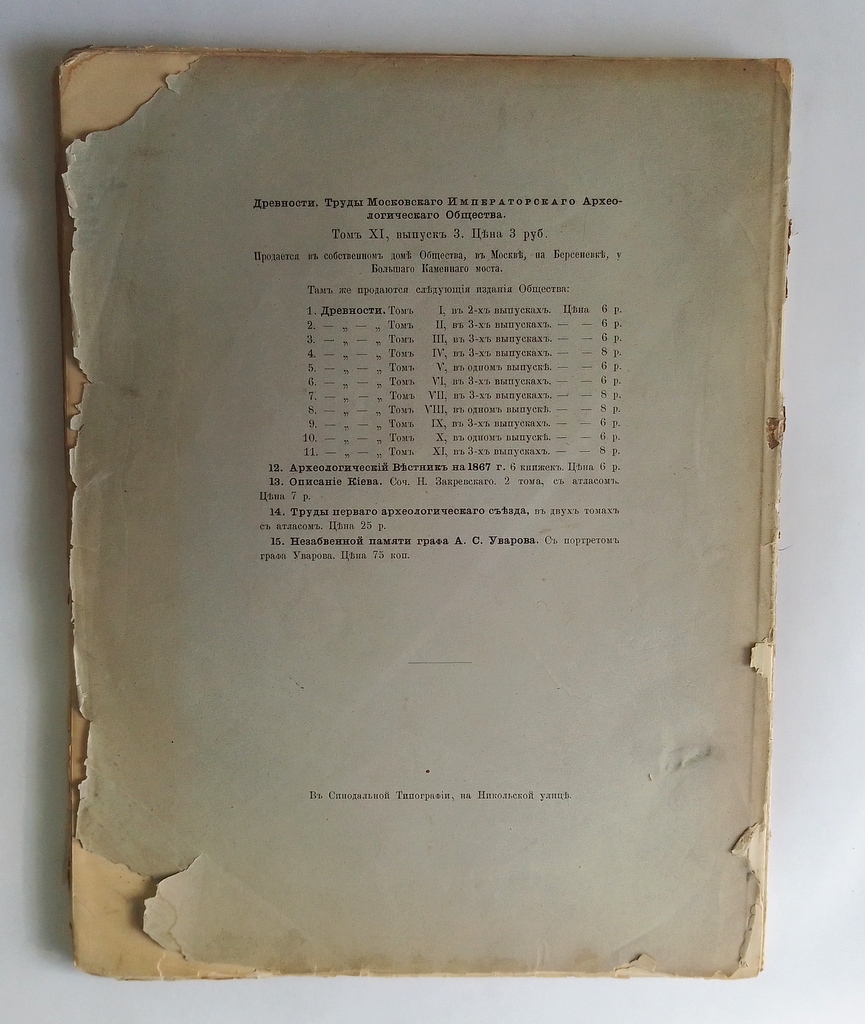 Древности. Труды Московскаго ИМПЕРАТОРСКАГО Архео-
логическаго Общества.
Томъ XI, выпускъ 3. Цѣна 3 руб.
Продается въ собственномъ домѣ Общества, въ Москвѣ, на Берсеневкѣ, у
Большаго Каменнаго моста.
Тамъ же продаются слѣдующія изданія Общества:
1. Древности. Томъ I, въ 2-хъ выпускахъ. Цѣна 6 р.
2. — „ — „ Томъ II, въ 3-хъ выпускахъ. — — 6 р.
3. — „ — „ Томъ III, въ 3-хъ выпускахъ. — — 6 р.
4. — „ — „ Томъ IV, въ 3-хъ выпускахъ. — — 8 р.
5. — „ — „ Томъ V, въ одномъ выпускѣ. — — 6 р.
6. — „ — „ Томъ VI, въ 3-хъ выпускахъ. — — 6 р.
7. — „ — „ Томъ VII, въ 3-хъ выпускахъ. — — 8 р.
8. — „ — „ Томъ VIII, въ одномъ выпускѣ. — — 8 р.
9. — „ — „ Томъ IX, въ 3-хъ выпускахъ. — — 6 р.
10. — „ — „ Томъ X, въ одномъ выпускѣ. — — 6 р.
11. — „ — „ Томъ XI, въ 3-хъ выпускахъ. — — 8 р.
12. Археологическій Вѣстникъ на 1867 г. 6 книжекъ. Цѣна 6 р.
13. Описаніе Кіева. Соч. Н. Закревскаго. 2 тома, съ атласомъ.
Цѣна 7 р.
14. Труды перваго археологическаго съѣзда, въ двухъ томахъ
съ атласомъ. Цѣна 25 р.
15. Незабвенной памяти графа А. С. Уварова. Съ портретомъ
графа Уварова. Цѣна 75 коп.
Въ Синодальной Типографіи, на Никольской улицѣ.